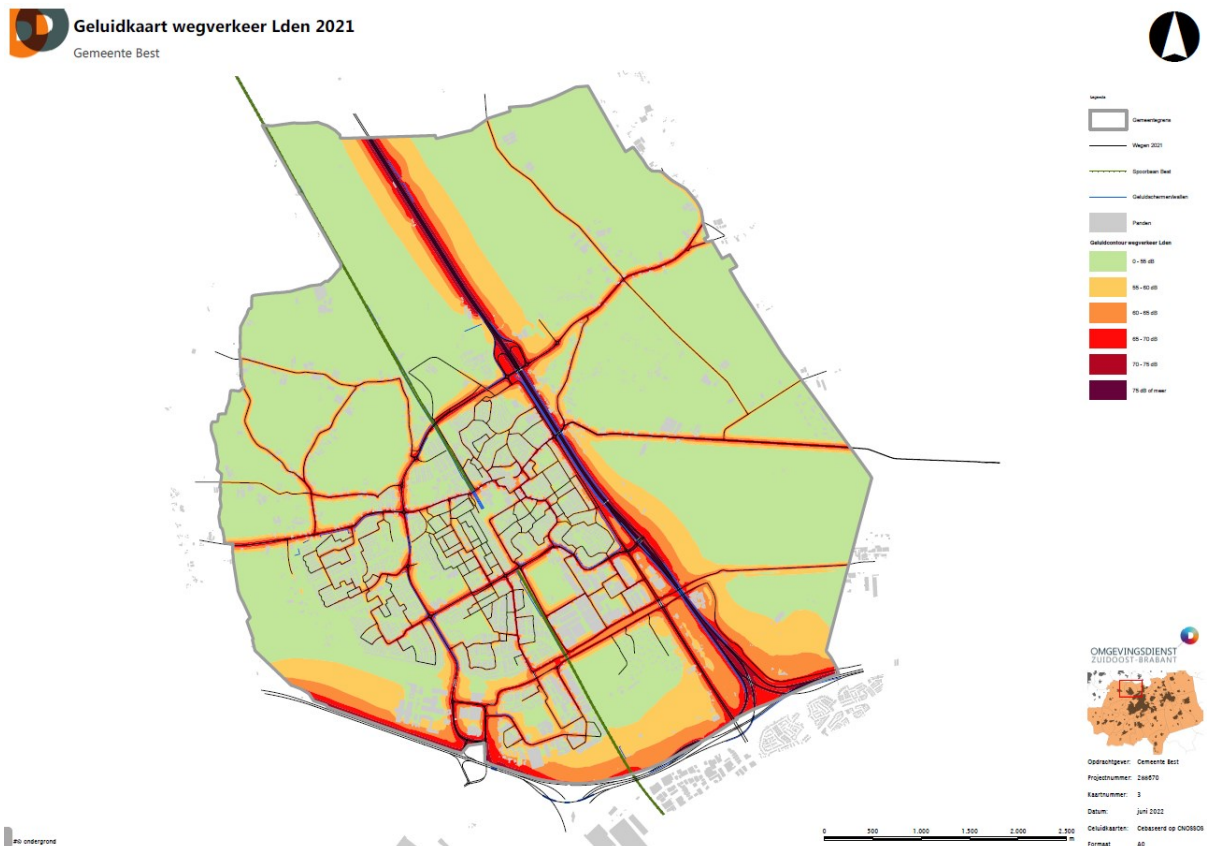 Geluidkaart wegverkeer Lden 2021
Gemeente Best
Legenda
Gemeentegrens
Wegen 2021
Spoorbaan Best
Geluidschermen/wallen
Panden
Geluidcontour wegverkeer Lden
0 - 55 dB
55 - 60 dB
60 - 65 dB
65 - 70 dB
70 - 75 dB
75 dB of meer
OMGEVINGSDIENST
ZUIDOOST-BRABANT
Opdrachtgever: Gemeente Best
Projectnummer:
Kaartnummer: 3
Datum: juni 2022
Geluidkaarten: Gebaseerd op CNOSSOS
Formaat A0
0 500 1.000 1.500 2.000 2.500
m
ondergrond